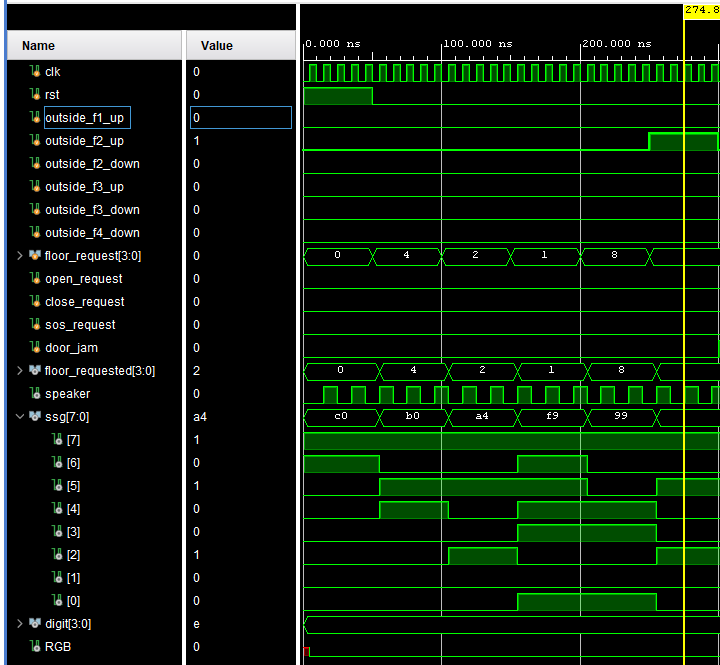 274.8
Name Value
0.000 ns 100.000 ns 200.000 ns
clk 0
rst 0
outside_f1_up 0
outside_f2_up 1
outside_f2_down 0
outside_f3_up 0
outside_f3_down 0
outside_f4_down 0
floor_request[3:0] 0 0 4 2 1 8
open_request 0
close_request 0
sos_request 0
door_jam 0
floor_requested[3:0] 2 0 4 2 1 8
speaker 0
ssg[7:0] a4 c0 b0 a4 f9 99
[7] 1
[6] 0
[5] 1
[4] 0
[3] 0
[2] 1
[1] 0
[0] 0
digit[3:0] e
RGB 0